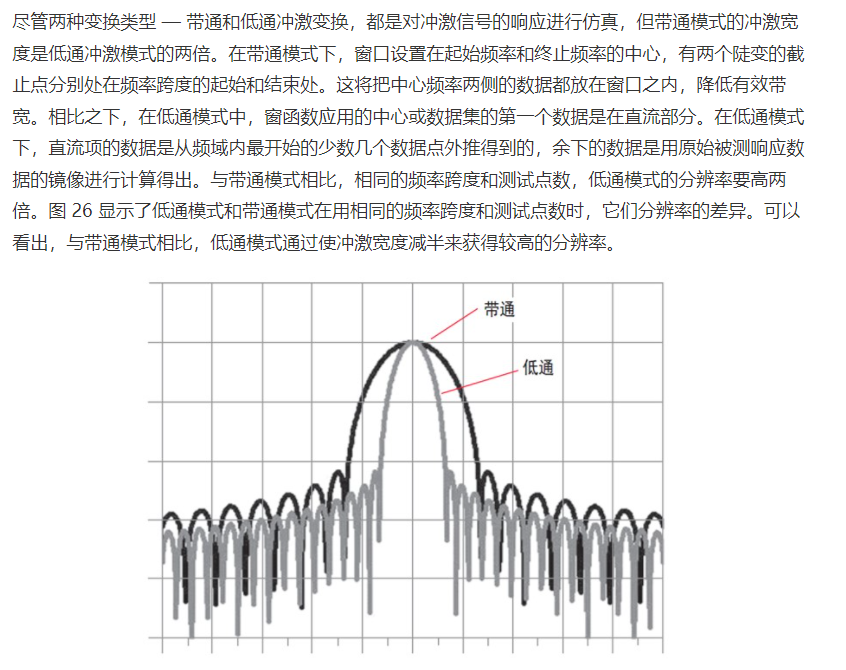 尽管两种变换类型 — 带通和低通冲激变换，都是对冲激信号的响应进行仿真，但带通模式的冲激宽
度是低通冲激模式的两倍。在带通模式下，窗口设置在起始频率和终止频率的中心，有两个陡变的截
止点分别处在频率跨度的起始和结束处。这将把中心频率两侧的数据都放在窗口之内，降低有效带
宽。相比之下，在低通模式中，窗函数应用的中心或数据集的第一个数据是在直流部分。在低通模式
下，直流项的数据是从频域内最开始的少数几个数据点外推得到的，余下的数据是用原始被测响应数
据的镜像进行计算得出。与带通模式相比，相同的频率跨度和测试点数，低通模式的分辨率要高两
倍。图 26 显示了低通模式和带通模式在用相同的频率跨度和测试点数时，它们分辨率的差异。可以
看出，与带通模式相比，低通模式通过使冲激宽度减半来获得较高的分辨率。
带通
低通